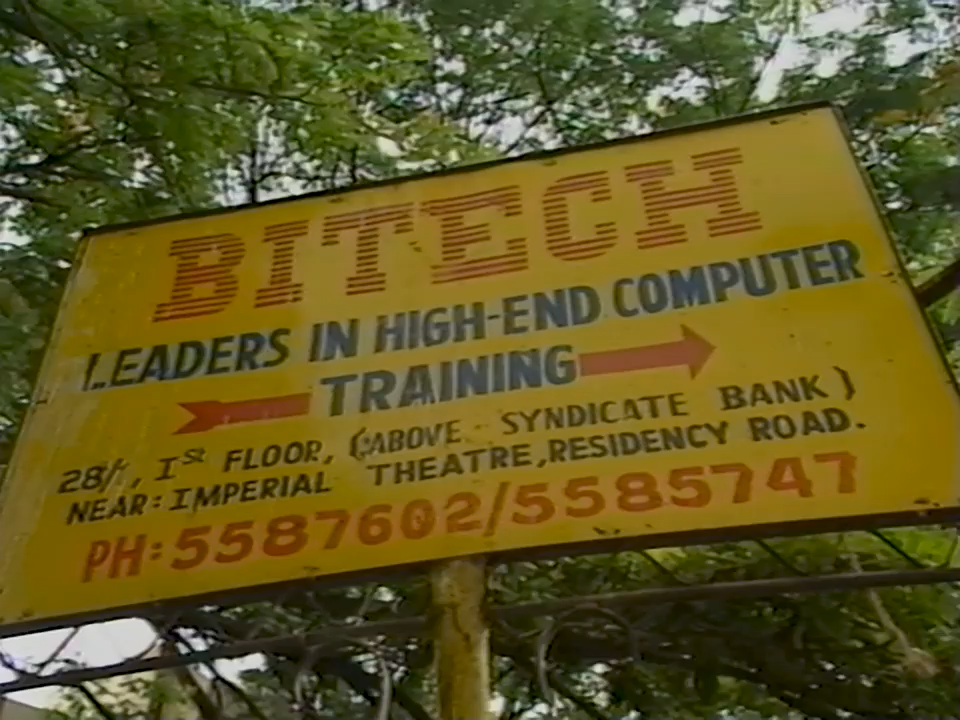 BITECH
LEADERS IN HIGH-END COMPUTER
TRAINING
28/1, Ist FLOOR, (ABOVE SYNDICATE BANK)
NEAR: IMPERIAL THEATRE, RESIDENCY ROAD.
PH: 5587602/5585747